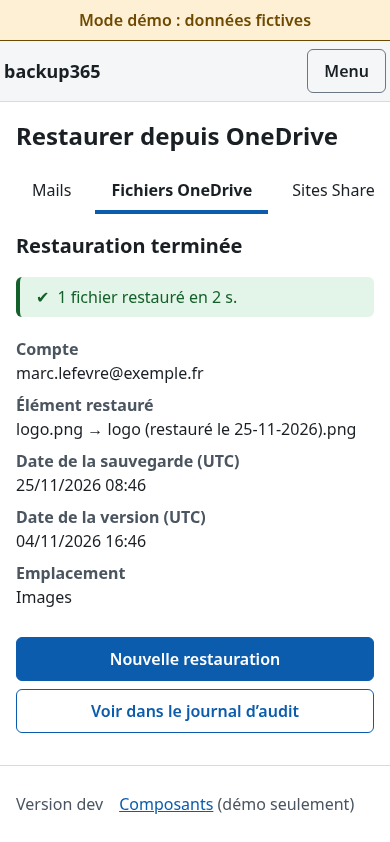 Mode démo : données fictives
backup365
Menu
Restaurer depuis OneDrive
Mails
Fichiers OneDrive
Sites Share
Restauration terminée
✔ 1 fichier restauré en 2 s.
Compte
marc.lefevre@exemple.fr
Élément restauré
logo.png → logo (restauré le 25-11-2026).png
Date de la sauvegarde (UTC)
25/11/2026 08:46
Date de la version (UTC)
04/11/2026 16:46
Emplacement
Images
Nouvelle restauration
Voir dans le journal d’audit
Version dev Composants (démo seulement)